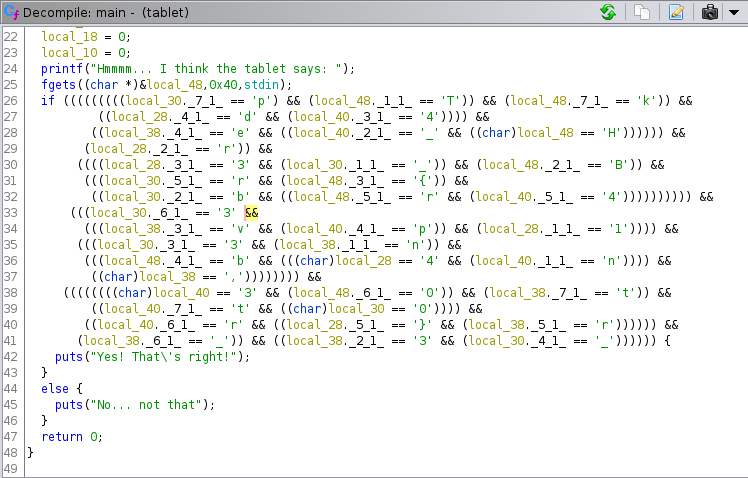 Decompile: main - (tablet)
22 local_18 = 0;
23 local_10 = 0;
24 printf("Hmmmm... I think the tablet says: ");
25 fgets((char *)&local_48,0x40,stdin);
26 if (((((((((local_30._7_1_ == 'p') && (local_48._1_1_ == 'T')) && (local_48._7_1_ == 'k')) &&
27 ((local_28._4_1_ == 'd' && (local_40._3_1_ == '4')))) &&
28 ((local_38._4_1_ == 'e' && ((local_40._2_1_ == '_' && ((char)local_48 == 'H')))))) &&
29 (local_28._2_1_ == 'r')) &&
30 ((((local_28._3_1_ == '3' && (local_30._1_1_ == '_')) && (local_48._2_1_ == 'B')) &&
31 (((local_30._5_1_ == 'r' && (local_48._3_1_ == '{')) &&
32 ((local_30._2_1_ == 'b' && ((local_48._5_1_ == 'r' && (local_40._5_1_ == '4')))))))))) &&
33 (((local_30._6_1_ == '3' &&
34 (((local_38._3_1_ == 'v' && (local_40._4_1_ == 'p')) && (local_28._1_1_ == '1')))) &&
35 (((local_30._3_1_ == '3' && (local_38._1_1_ == 'n')) &&
36 (((local_48._4_1_ == 'b' && (((char)local_28 == '4' && (local_40._1_1_ == 'n')))) &&
37 ((char)local_38 == ',')))))))) &&
38 ((((((((char)local_40 == '3' && (local_48._6_1_ == '0')) && (local_38._7_1_ == 't')) &&
39 ((local_40._7_1_ == 't' && ((char)local_30 == '0')))) &&
40 ((local_40._6_1_ == 'r' && ((local_28._5_1_ == '}' && (local_38._5_1_ == 'r')))))) &&
41 (local_38._6_1_ == '_')) && ((local_38._2_1_ == '3' && (local_30._4_1_ == '_')))))) {
42 puts("Yes! That\'s right!");
43 }
44 else {
45 puts("No... not that");
46 }
47 return 0;
48 }
49